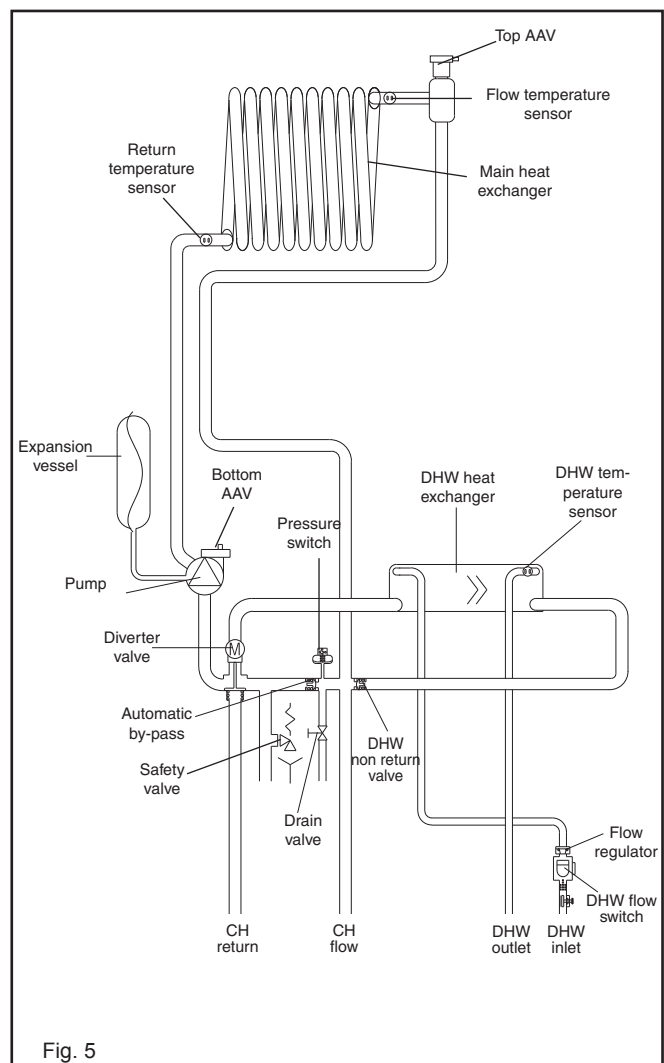 Top AAV
Flow temperature
sensor
Return
temperature
sensor
Main heat
exchanger
Expansion
vessel
Bottom
AAV
Pressure
switch
DHW heat
exchanger
DHW tem-
perature
sensor
Pump
M
Diverter
valve
Automatic
by-pass
Safety
valve
Drain
valve
DHW
non return
valve
Flow
regulator
DHW flow
switch
CH
return
CH
flow
DHW
outlet
DHW
inlet
Fig. 5